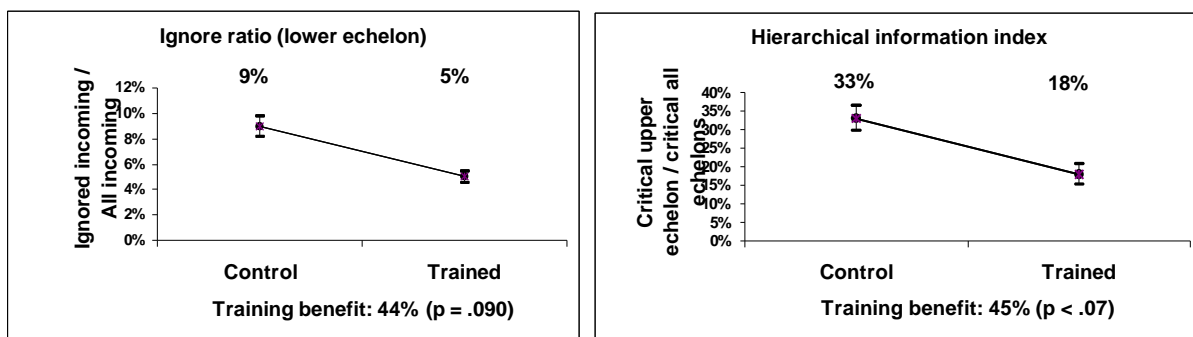 Ignore ratio (lower echelon)
9%
5%
Ignored incoming /
All incoming
12%
10%
8%
6%
4%
2%
0%
Control
Trained
Training benefit: 44% (p = .090)
Hierarchical information index
33%
18%
Critical upper
echelon / critical all
echelons
40%
35%
30%
25%
20%
15%
10%
5%
0%
Control
Trained
Training benefit: 45% (p < .07)